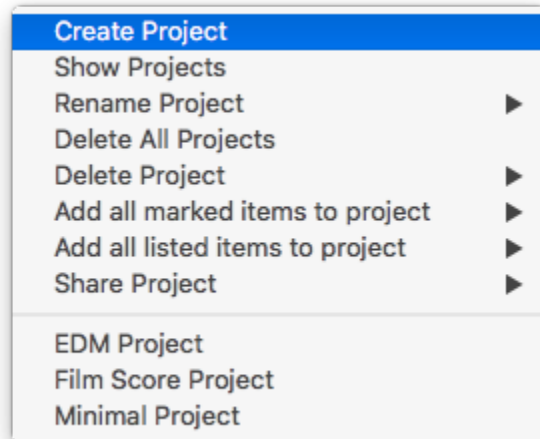 Create Project
Show Projects
Rename Project
Delete All Projects
Delete Project
Add all marked items to project
Add all listed items to project
Share Project
EDM Project
Film Score Project
Minimal Project